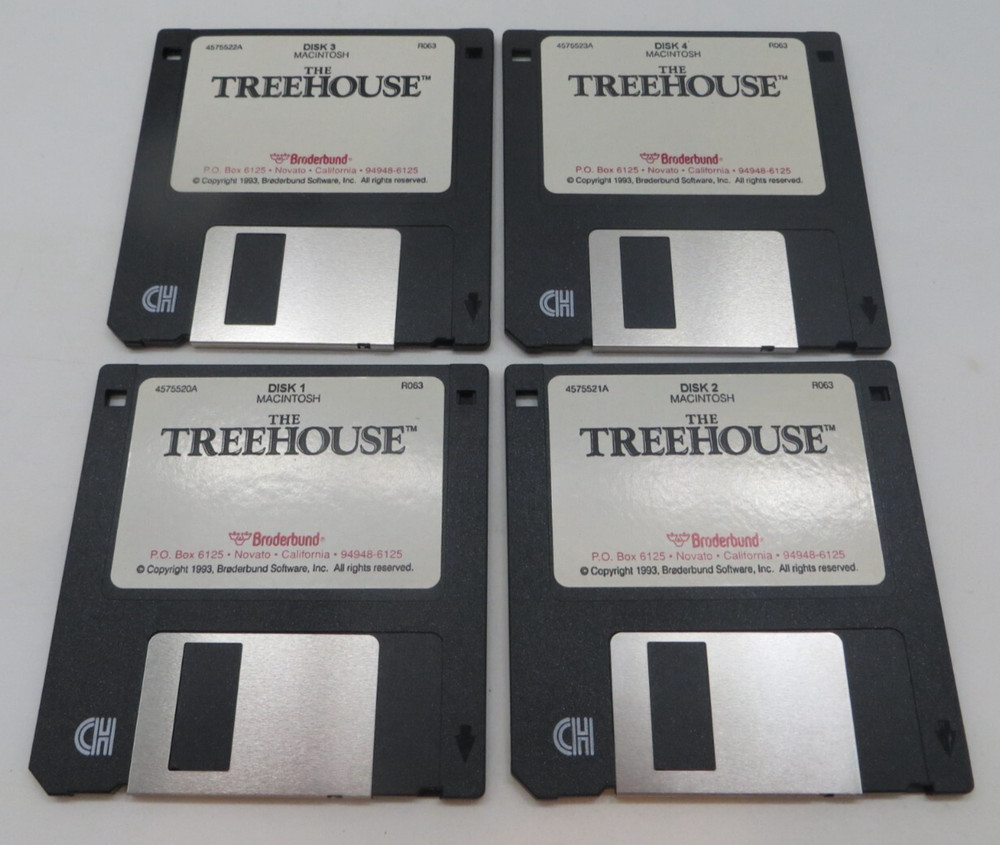 4575522A DISK 3 R063
MACINTOSH
THE
TREEHOUSE™
Brøderbund®
P.O. Box 6125 • Novato • California • 94948-6125
© Copyright 1993, Brøderbund Software, Inc. All rights reserved.
CH
4575523A DISK 4 R063
MACINTOSH
THE
TREEHOUSE™
Brøderbund®
P.O. Box 6125 • Novato • California • 94948-6125
© Copyright 1993, Brøderbund Software, Inc. All rights reserved.
CH
4575520A DISK 1 R063
MACINTOSH
THE
TREEHOUSE™
Brøderbund®
P.O. Box 6125 • Novato • California • 94948-6125
© Copyright 1993, Brøderbund Software, Inc. All rights reserved.
CH
4575521A DISK 2 R063
MACINTOSH
THE
TREEHOUSE™
Brøderbund®
P.O. Box 6125 • Novato • California • 94948-6125
© Copyright 1993, Brøderbund Software, Inc. All rights reserved.
CH